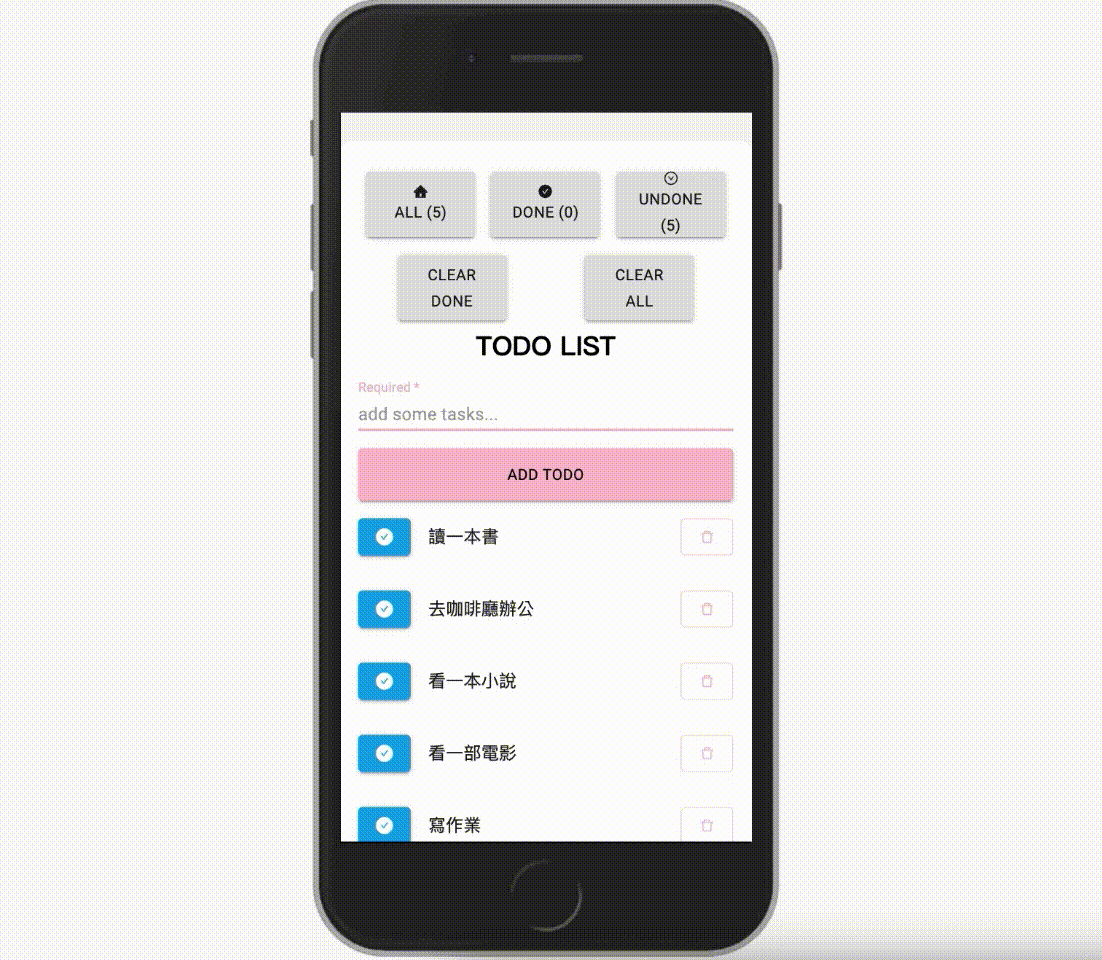 ALL (5)
DONE (0)
UNDONE
(5)
CLEAR
DONE
CLEAR
ALL
TODO LIST
Required *
add some tasks...
ADD TODO
讀一本書
去咖啡廳辦公
看一本小說
看一部電影
寫作業